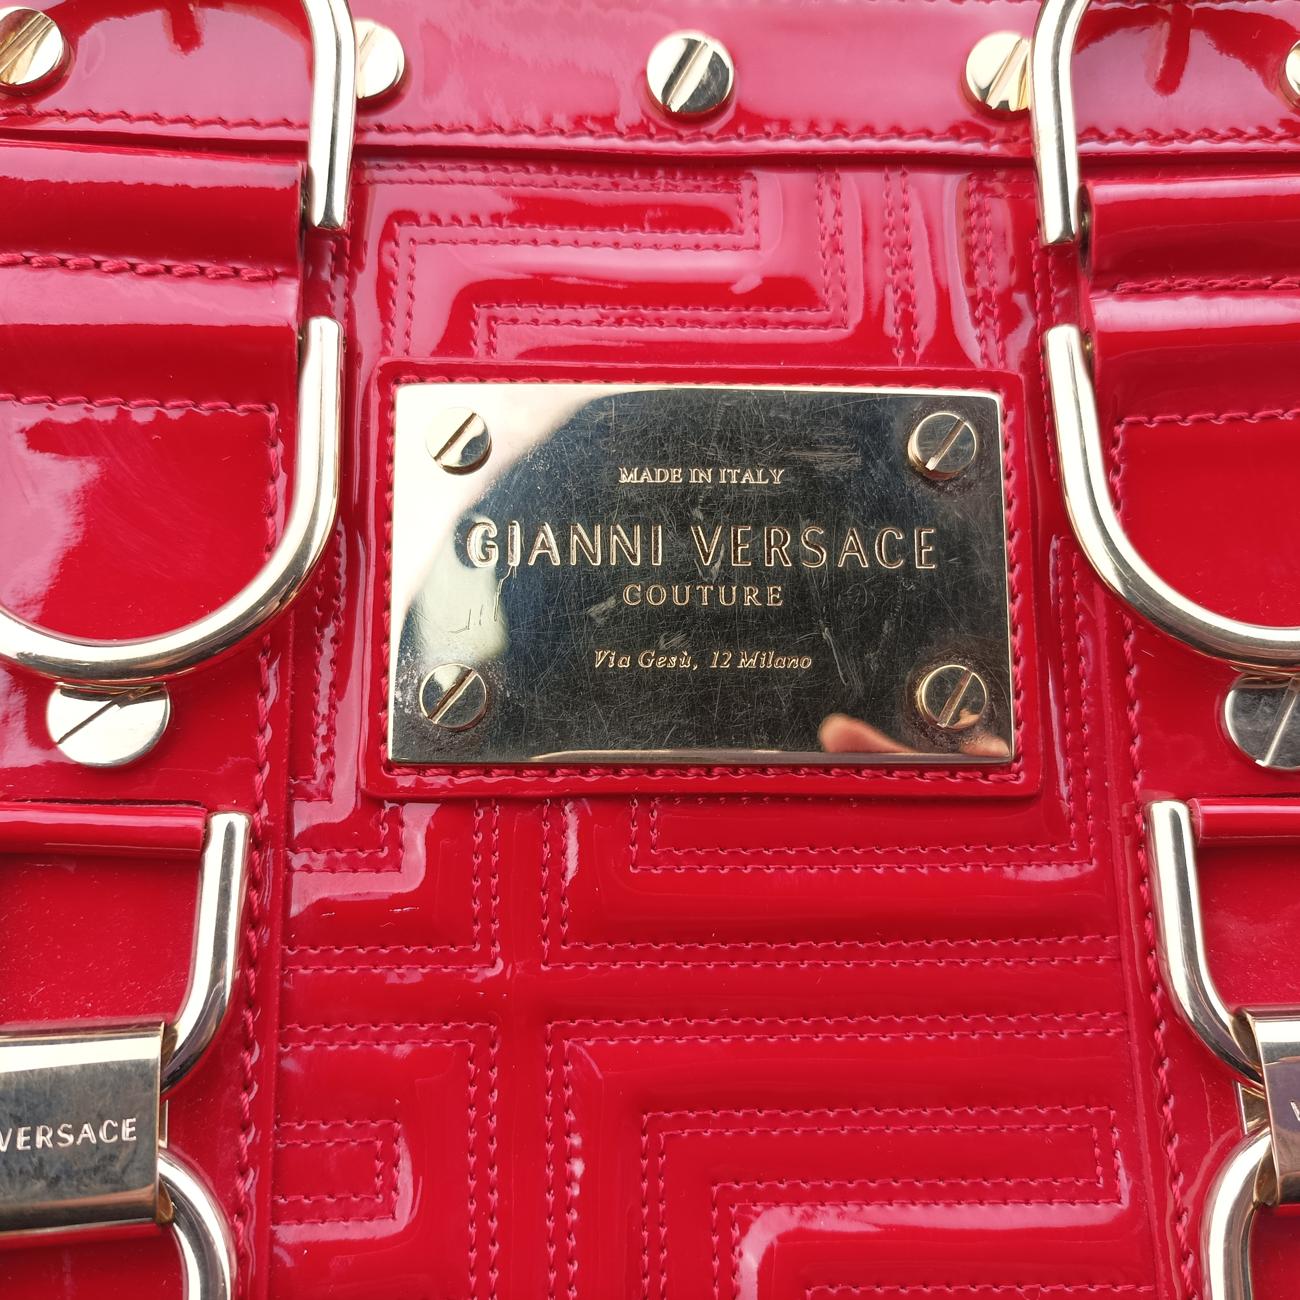 MADE IN ITALY
GIANNI VERSACE
COUTURE
Via Gesù, 12 Milano
VERSACE